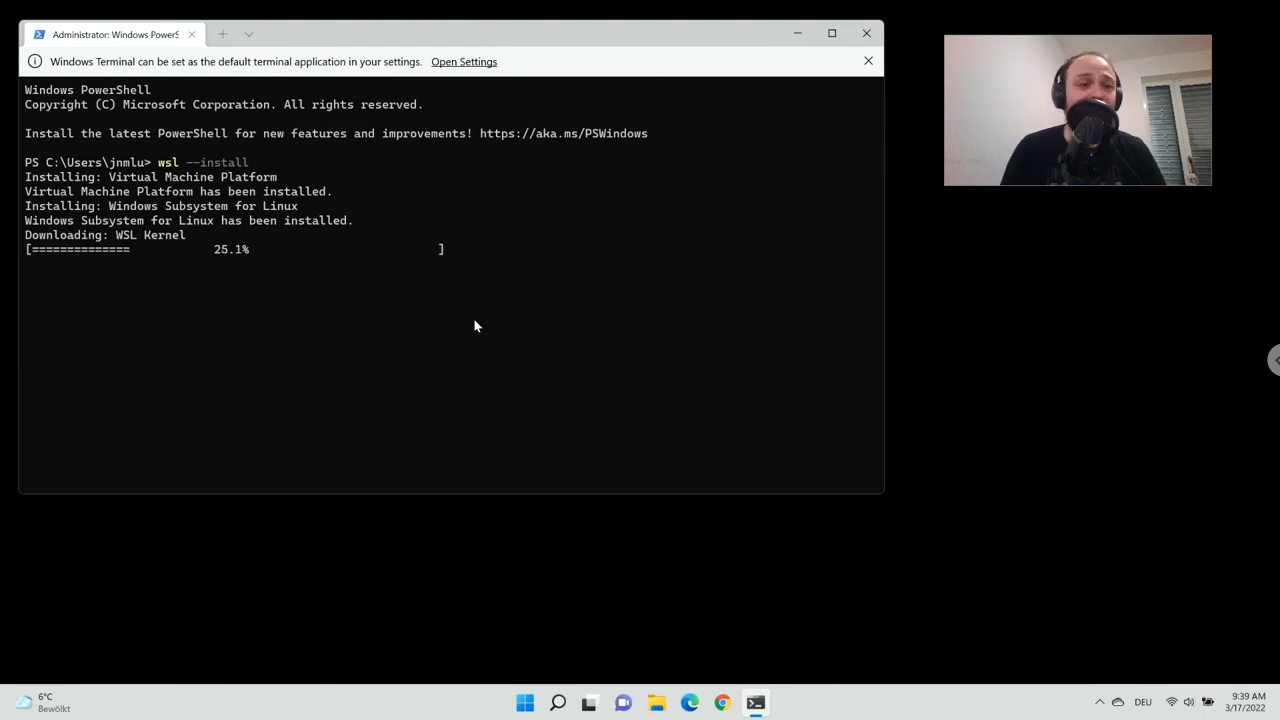 Administrator: Windows PowerS
Windows Terminal can be set as the default terminal application in your settings. Open Settings
Windows PowerShell
Copyright (C) Microsoft Corporation. All rights reserved.
Install the latest PowerShell for new features and improvements! https://aka.ms/PSWindows
PS C:\Users\jnmlu> wsl --install
Installing: Virtual Machine Platform
Virtual Machine Platform has been installed.
Installing: Windows Subsystem for Linux
Windows Subsystem for Linux has been installed.
Downloading: WSL Kernel
[============== 25.1% ]
6°C
Bewölkt
DEU
9:39 AM
3/17/2022